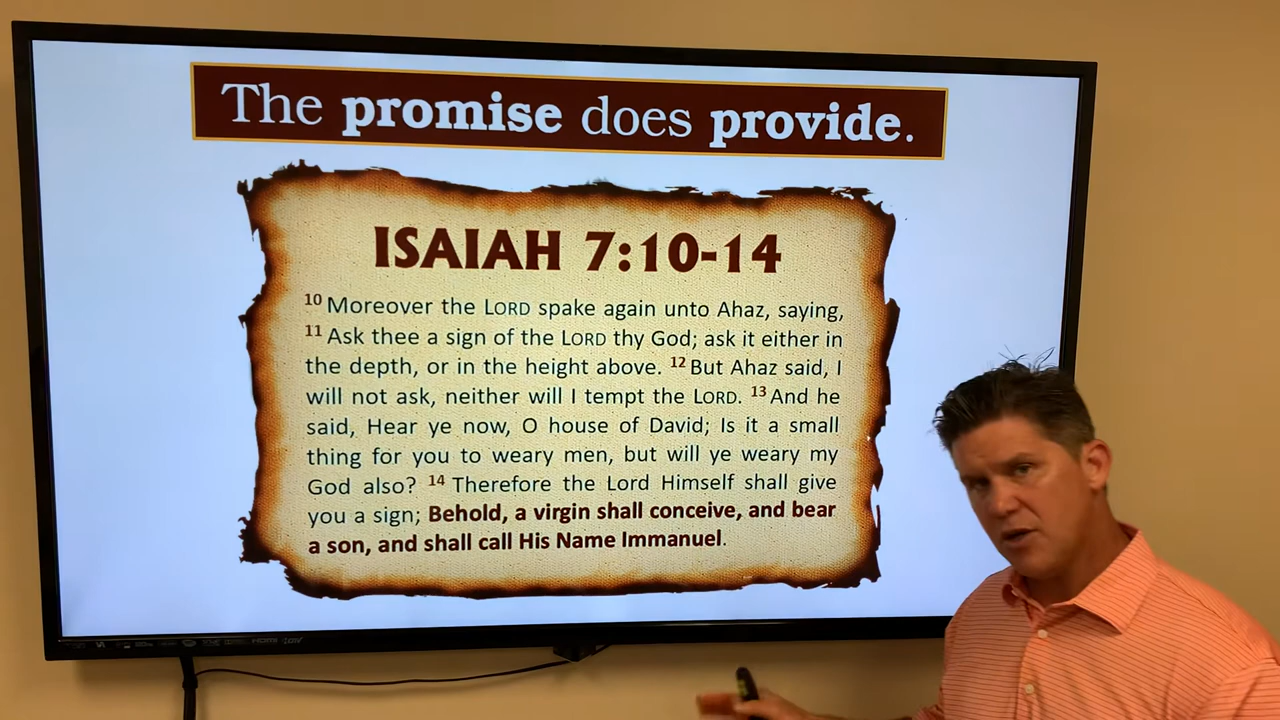 The promise does provide.
ISAIAH 7:10-14
10 Moreover the LORD spake again unto Ahaz, saying,
11 Ask thee a sign of the LORD thy God; ask it either in
the depth, or in the height above. 12 But Ahaz said, I
will not ask, neither will I tempt the LORD. 13 And he
said, Hear ye now, O house of David; Is it a small
thing for you to weary men, but will ye weary my
God also? 14 Therefore the Lord Himself shall give
you a sign; Behold, a virgin shall conceive, and bear
a son, and shall call His Name Immanuel.
HDMI